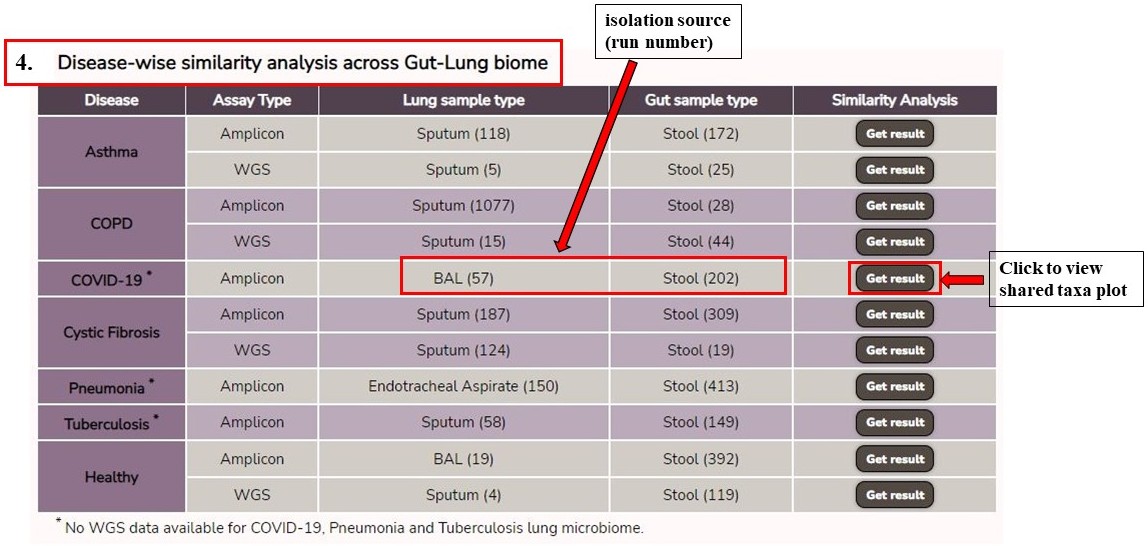 isolation source
(run number)
4. Disease-wise similarity analysis across Gut-Lung biome
Disease Assay Type Lung sample type Gut sample type Similarity Analysis
Asthma
Amplicon Sputum (118) Stool (172) Get result
WGS Sputum (5) Stool (25) Get result
COPD
Amplicon Sputum (1077) Stool (28) Get result
WGS Sputum (15) Stool (44) Get result
COVID-19 * Amplicon BAL (57) Stool (202) Get result
Click to view
shared taxa plot
Cystic Fibrosis
Amplicon Sputum (187) Stool (309) Get result
WGS Sputum (124) Stool (19) Get result
Pneumonia * Amplicon Endotracheal Aspirate (150) Stool (413) Get result
Tuberculosis * Amplicon Sputum (58) Stool (149) Get result
Healthy
Amplicon BAL (19) Stool (392) Get result
WGS Sputum (4) Stool (119) Get result
* No WGS data available for COVID-19, Pneumonia and Tuberculosis lung microbiome.